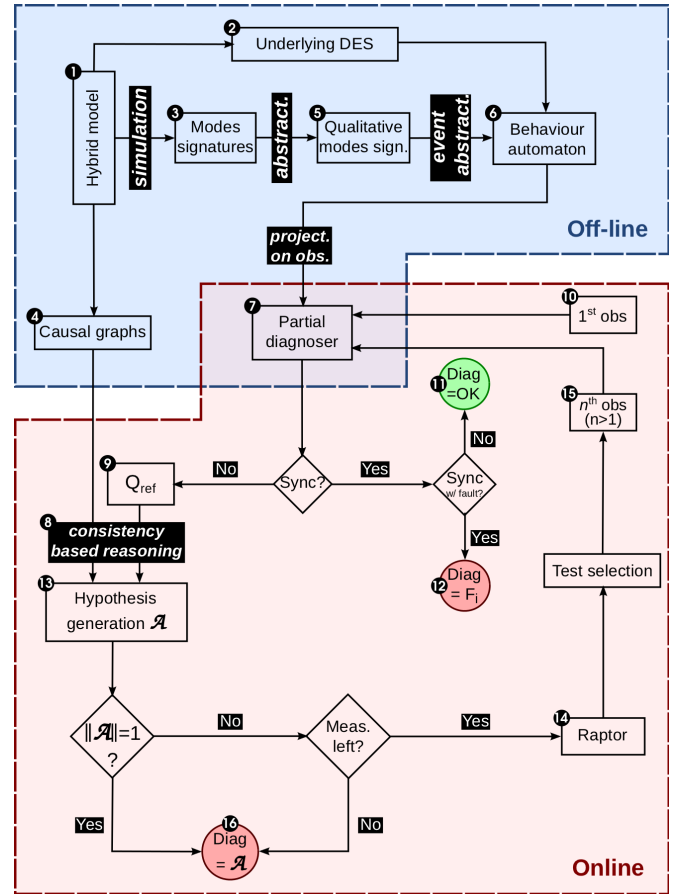 2
Underlying DES
1
Hybrid model
simulation
3
Modes
signatures
abstract.
5
Qualitative
modes sign.
event
abstract.
6
Behaviour
automaton
Off-line
project.
on obs.
4
Causal graphs
7
Partial
diagnoser
10
1st obs
11
Diag
=OK
15
nth obs
(n>1)
No
9
Qref
No
Sync?
Yes
Sync
w/ fault?
Yes
8
consistency
based reasoning
12
Diag
= Fi
Test selection
13
Hypothesis
generation 𝓐
‖𝓐‖=1
?
No
Meas.
left?
Yes
14
Raptor
Yes
No
16
Diag
= 𝓐
Online